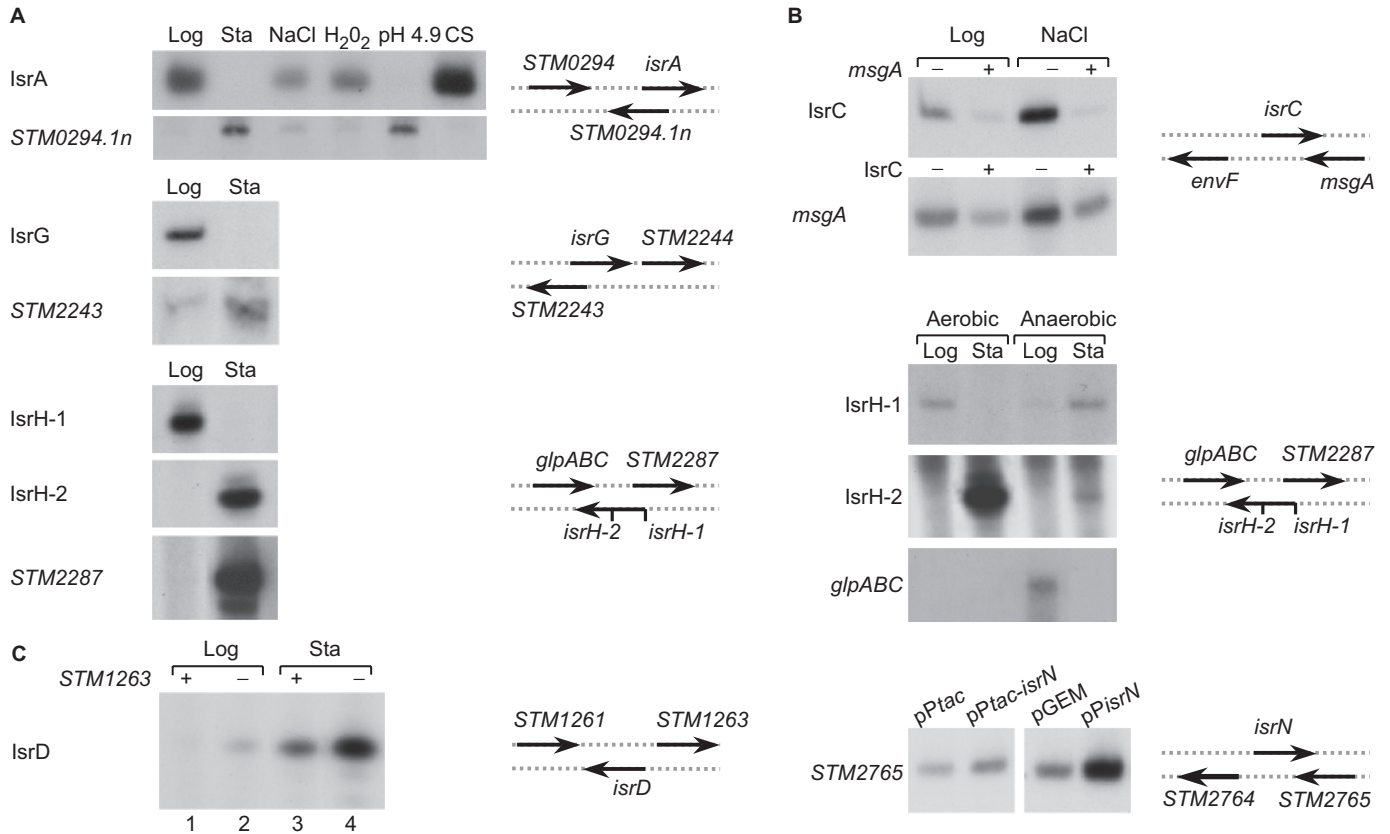 A
Log Sta NaCl H₂0₂ pH 4.9 CS
IsrA
STM0294.1n
STM0294 isrA
STM0294.1n
Log Sta
IsrG
STM2243
isrG STM2244
STM2243
Log Sta
IsrH-1
IsrH-2
STM2287
glpABC STM2287
isrH-2 isrH-1
B
Log NaCl
msgA – + – +
IsrC
IsrC – + – +
msgA
isrC
envF msgA
Aerobic Anaerobic
Log Sta Log Sta
IsrH-1
IsrH-2
glpABC
glpABC STM2287
isrH-2 isrH-1
pPtac pPtac-isrN pGEM pPisrN
STM2765
isrN
STM2764 STM2765
C
Log Sta
STM1263 + – + –
IsrD
1 2 3 4
STM1261 STM1263
isrD